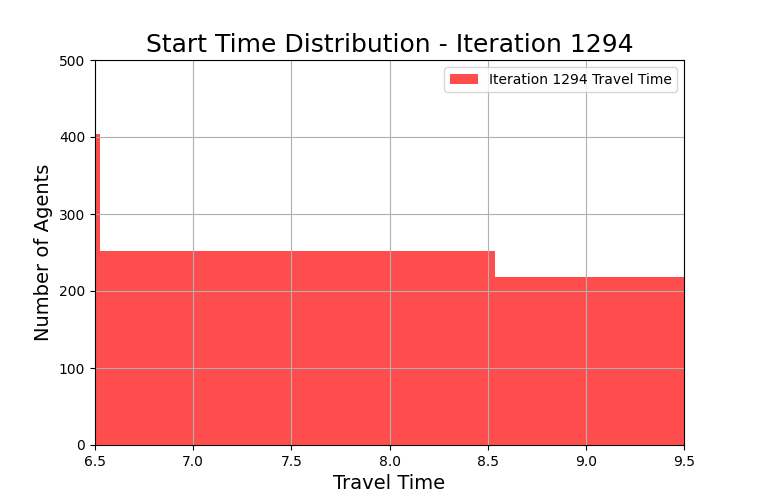 Start Time Distribution - Iteration 1294
Iteration 1294 Travel Time
Number of Agents
500
400
300
200
100
0
6.5 7.0 7.5 8.0 8.5 9.0 9.5
Travel Time